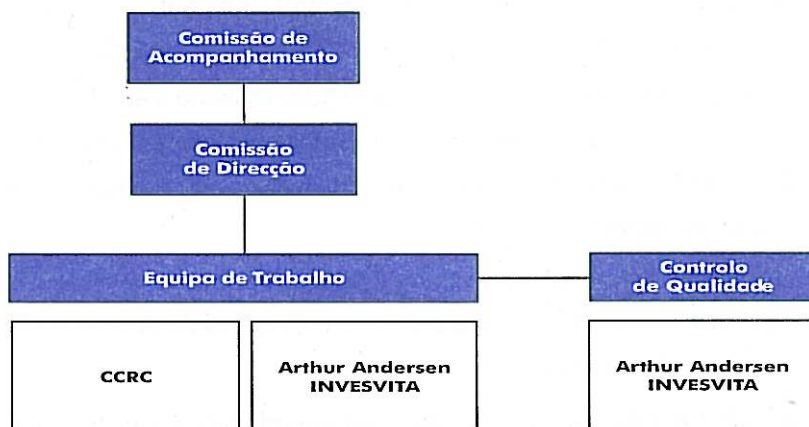 Comissão de
Acompanhamento
Comissão
de Direcção
Equipa de Trabalho
Controlo
de Qualidade
CCRC
Arthur Andersen
INVESVITA
Arthur Andersen
INVESVITA